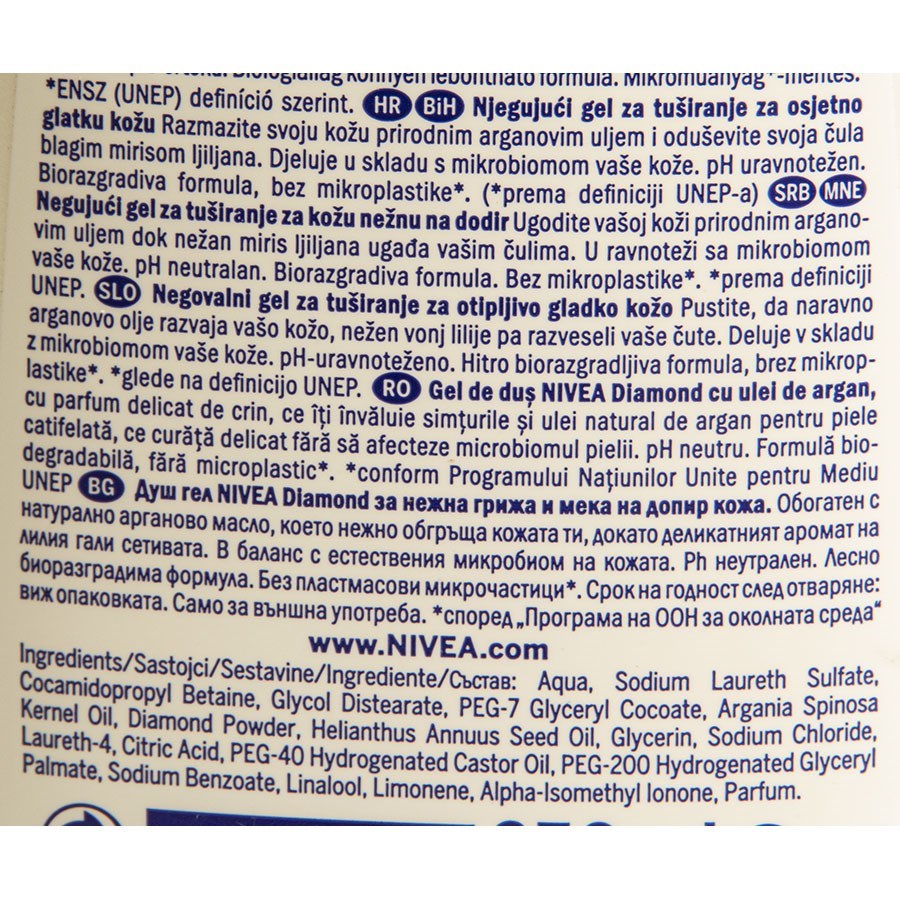 könnyen lebontható formula. Mikroműanyag*-mentes.
*ENSZ (UNEP) definíció szerint. HR BiH Njegujući gel za tuširanje za osjetno
glatku kožu Razmazite svoju kožu prirodnim arganovim uljem i oduševite svoja čula
blagim mirisom ljiljana. Djeluje u skladu s mikrobiomom vaše kože. pH uravnotežen.
Biorazgradiva formula, bez mikroplastike*. (*prema definiciji UNEP-a) SRB MNE
Negujući gel za tuširanje za kožu nežnu na dodir Ugodite vašoj koži prirodnim argano-
vim uljem dok nežan miris ljiljana ugađa vašim čulima. U ravnoteži sa mikrobiomom
vaše kože. pH neutralan. Biorazgradiva formula. Bez mikroplastike*. *prema definiciji
UNEP. SLO Negovalni gel za tuširanje za otipljivo gladko kožo Pustite, da naravno
arganovo olje razvaja vašo kožo, nežen vonj lilije pa razveseli vaše čute. Deluje v skladu
z mikrobiomom vaše kože. pH-uravnoteženo. Hitro biorazgradljiva formula, brez mikrop-
lastike*. *glede na definicijo UNEP. RO Gel de duș NIVEA Diamond cu ulei de argan,
cu parfum delicat de crin, ce îți învăluie simțurile și ulei natural de argan pentru piele
catifelată, ce curăță delicat fără să afecteze microbiomul pielii. pH neutru. Formulă bio-
degradabilă, fără microplastic*. *conform Programului Națiunilor Unite pentru Mediu
UNEP BG Душ гел NIVEA Diamond за нежна грижа и мека на допир кожа. Обогатен с
натурално арганово масло, което нежно обгръща кожата ти, докато деликатният аромат на
лилия гали сетивата. В баланс с естествения микробиом на кожата. Ph неутрален. Лесно
биоразградима формула. Без пластмасови микрочастици*. Срок на годност след отваряне:
виж опаковката. Само за външна употреба. *според „Програма на ООН за околната среда“
www.NIVEA.com
Ingredients/Sastojci/Sestavine/Ingrediente/Състав: Aqua, Sodium Laureth Sulfate,
Cocamidopropyl Betaine, Glycol Distearate, PEG-7 Glyceryl Cocoate, Argania Spinosa
Kernel Oil, Diamond Powder, Helianthus Annuus Seed Oil, Glycerin, Sodium Chloride,
Laureth-4, Citric Acid, PEG-40 Hydrogenated Castor Oil, PEG-200 Hydrogenated Glyceryl
Palmate, Sodium Benzoate, Linalool, Limonene, Alpha-Isomethyl Ionone, Parfum.